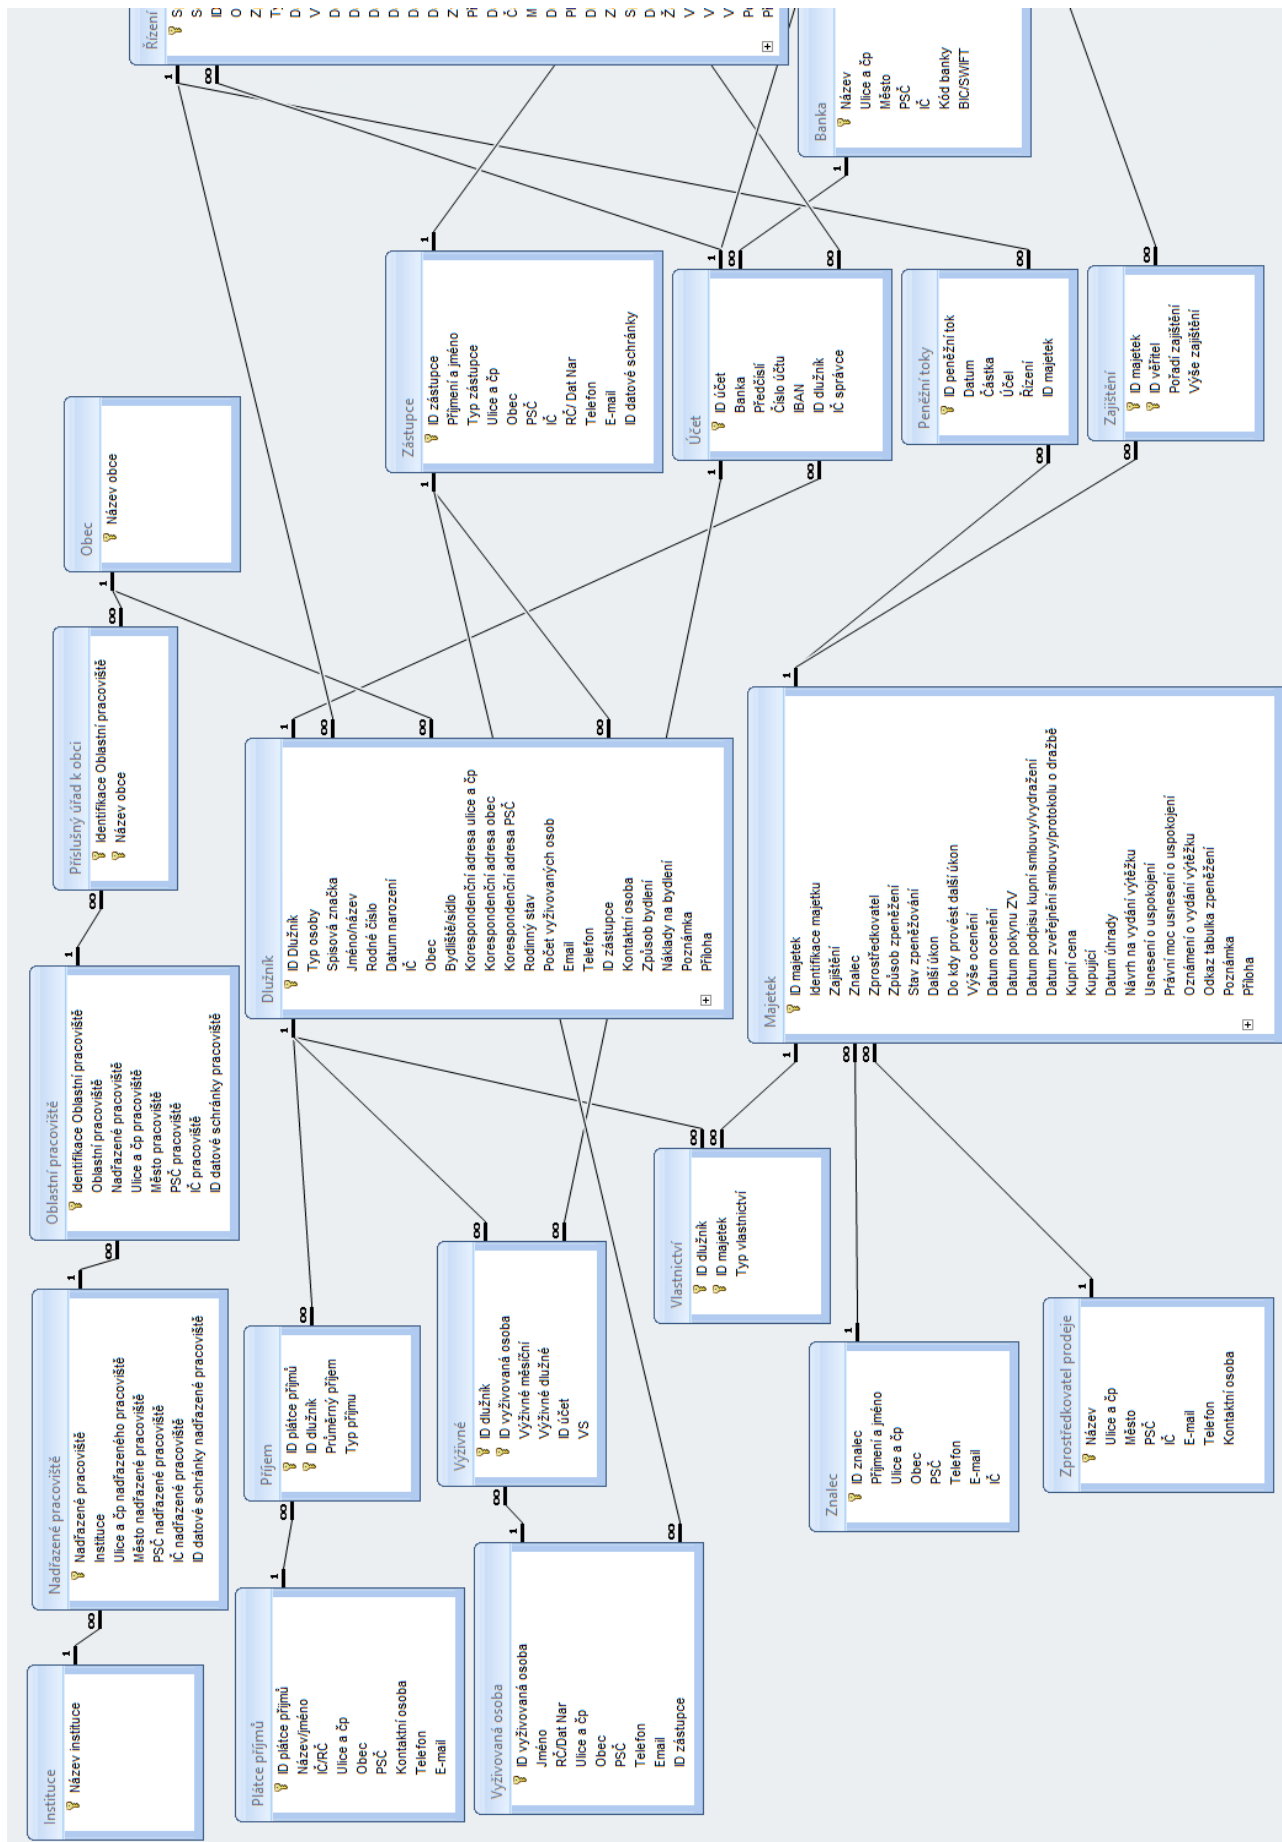 Instituce
Název instituce
Nadřazené pracoviště
Nadřazené pracoviště
Instituce
Ulice a čp nadřazeného pracoviště
Město nadřazené pracoviště
PSČ nadřazené pracoviště
IČ nadřazené pracoviště
ID datové schránky nadřazené pracoviště
Oblastní pracoviště
Identifikace Oblastní pracoviště
Oblastní pracoviště
Nadřazené pracoviště
Ulice a čp pracoviště
Město pracoviště
PSČ pracoviště
IČ pracoviště
ID datové schránky pracoviště
Příslušný úřad k obci
Identifikace Oblastní pracoviště
Název obce
Obec
Název obce
Řízení
Plátce příjmů
ID plátce příjmů
Název/jméno
IČ/RČ
Ulice a čp
Obec
PSČ
Kontaktní osoba
Telefon
E-mail
Příjem
ID plátce příjmů
ID dlužník
Průměrný příjem
Typ příjmu
Dlužník
ID Dlužník
Typ osoby
Spisová značka
Jméno/název
Rodné číslo
Datum narození
IČ
Obec
Bydliště/sídlo
Korespondenční adresa ulice a čp
Korespondenční adresa obec
Korespondenční adresa PSČ
Rodinný stav
Počet vyživovaných osob
Email
Telefon
ID zástupce
Kontaktní osoba
Způsob bydlení
Náklady na bydlení
Poznámka
Příloha
Zástupce
ID zástupce
Příjmení a jméno
Typ zástupce
Ulice a čp
Obec
PSČ
IČ
RČ/ Dat Nar
Telefon
E-mail
ID datové schránky
Vyživovaná osoba
ID vyživovaná osoba
Jméno
RČ/Dat Nar
Ulice a čp
Obec
PSČ
Telefon
Email
ID zástupce
Výživné
ID dlužník
ID vyživovaná osoba
Výživné měsíční
Výživné dlužné
ID účet
VS
Vlastnictví
ID dlužník
ID majetek
Typ vlastnictví
Účet
ID účet
Banka
Předčíslí
Číslo účtu
IBAN
ID dlužník
IČ správce
Banka
Název
Ulice a čp
Město
PSČ
IČ
Kód banky
BIC/SWIFT
Znalec
ID znalec
Příjmení a jméno
Ulice a čp
Obec
PSČ
Telefon
E-mail
IČ
Majetek
ID majetek
Identifikace majetku
Zajištění
Znalec
Zprostředkovatel
Způsob zpeněžení
Stav zpeněžování
Další úkon
Do kdy provést další úkon
Výše ocenění
Datum ocenění
Datum pokynu ZV
Datum podpisu kupní smlouvy/vydražení
Datum zveřejnění smlouvy/protokolu o dražbě
Kupní cena
Kupující
Datum úhrady
Návrh na vydání výtěžku
Usnesení o uspokojení
Právní moc usnesení o uspokojení
Oznámení o vydání výtěžku
Odkaz tabulka zpeněžení
Poznámka
Příloha
Peněžní toky
ID peněžní tok
Datum
Částka
Účel
Řízení
ID majetek
Zprostředkovatel prodeje
Název
Ulice a čp
Město
PSČ
IČ
E-mail
Telefon
Kontaktní osoba
Zajištění
ID majetek
ID věřitel
Pořadí zajištění
Výše zajištění